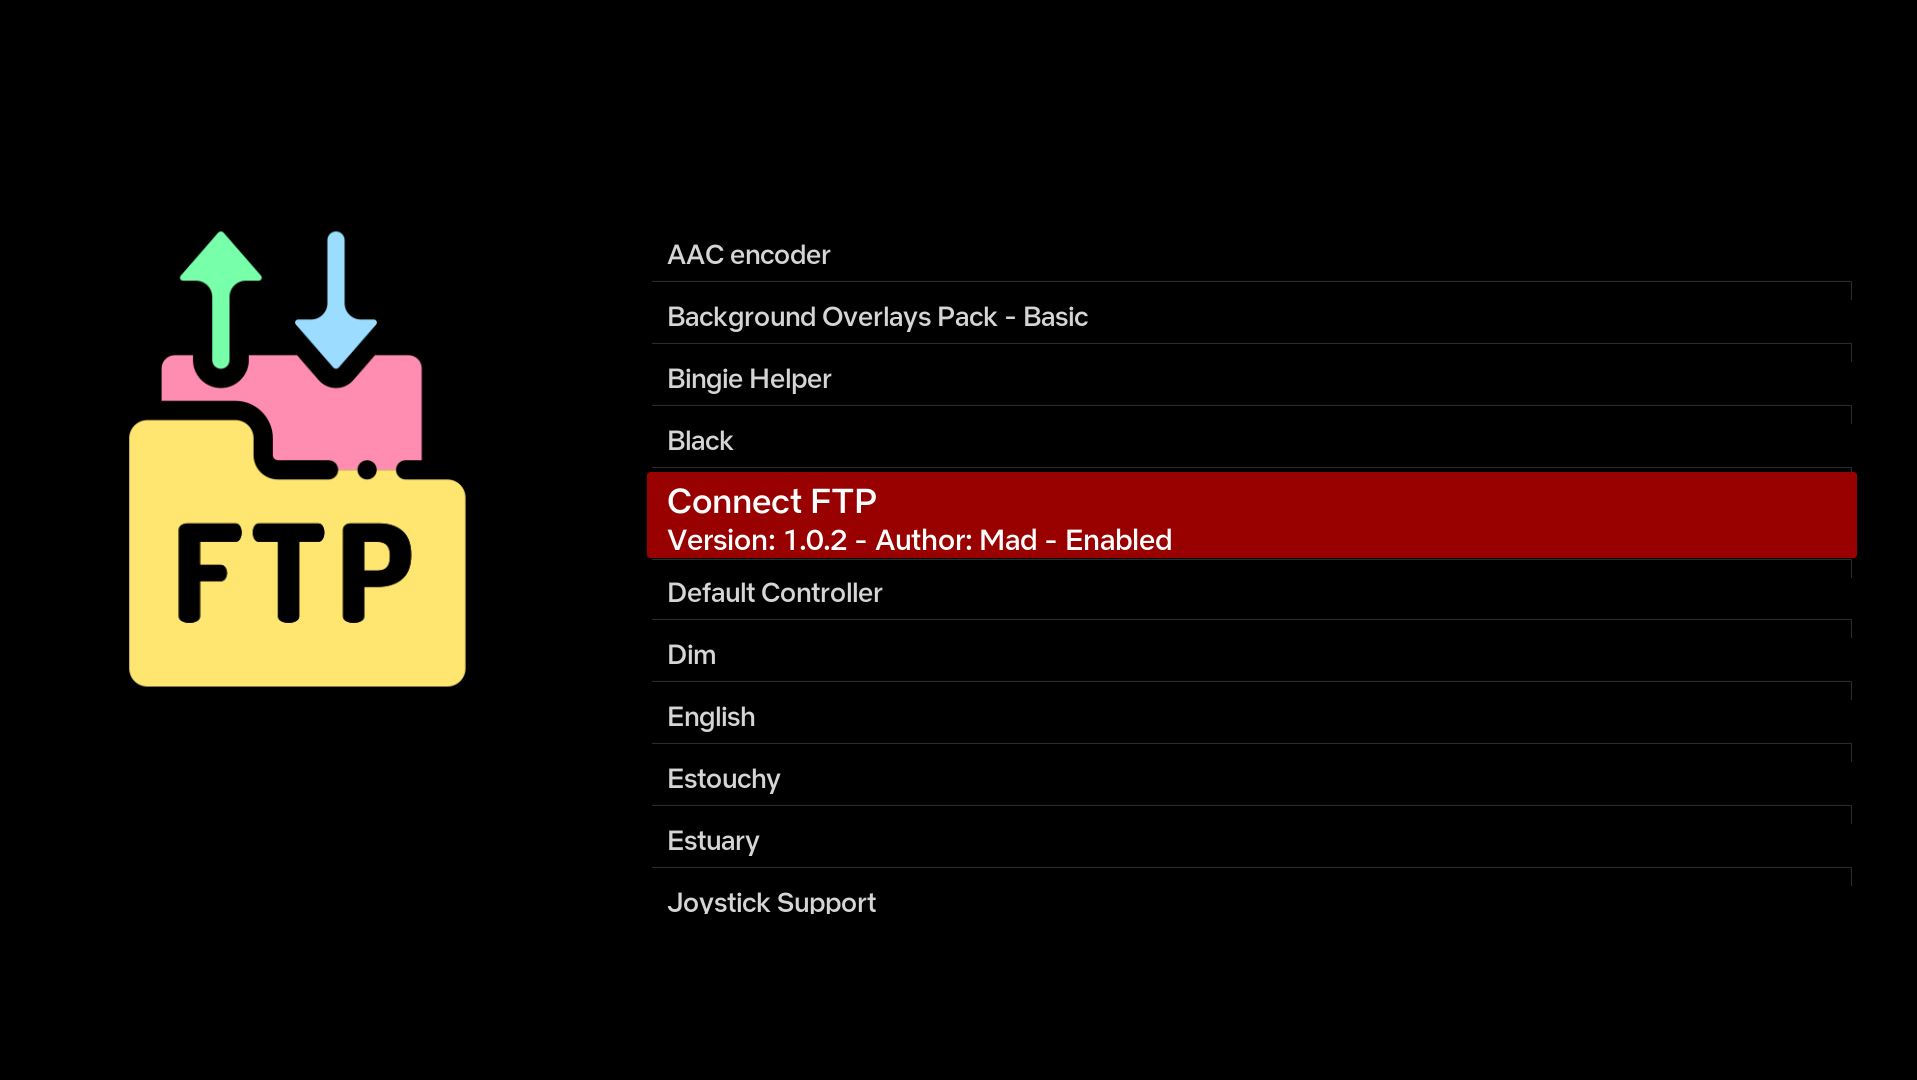 FTP
AAC encoder
Background Overlays Pack - Basic
Bingie Helper
Black
Connect FTP
Version: 1.0.2 - Author: Mad - Enabled
Default Controller
Dim
English
Estouchy
Estuary
Joystick Support